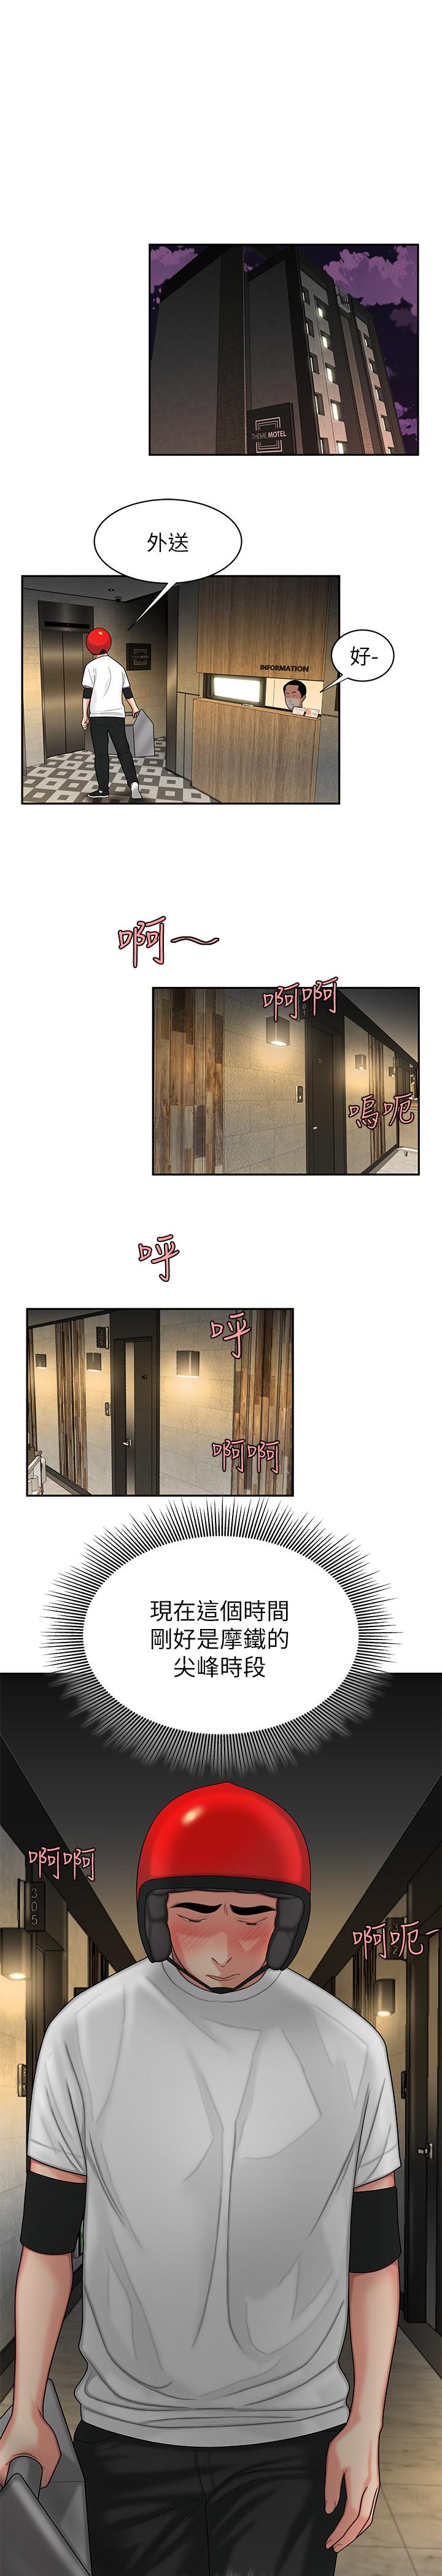 THEME MOTEL
外送
INFORMATION
好-
啊～
啊啊
嗚呃
呼
呼
啊啊
現在這個時間
剛好是摩鐵的
尖峰時段
啊啊
305
啊呃-